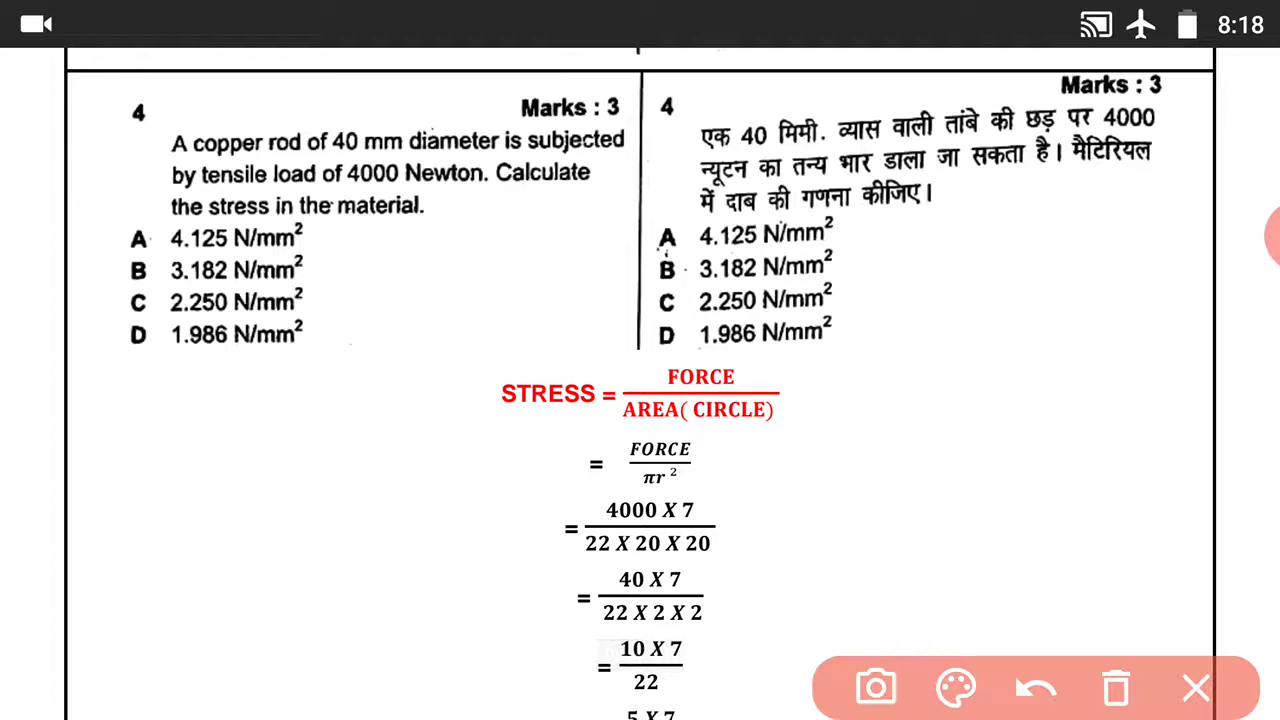 8:18
4
Marks : 3
A copper rod of 40 mm diameter is subjected
by tensile load of 4000 Newton. Calculate
the stress in the material.
A 4.125 N/mm²
B 3.182 N/mm²
C 2.250 N/mm²
D 1.986 N/mm²
Marks : 3
4
एक 40 मिमी. व्यास वाली तांबे की छड़ पर 4000
न्यूटन का तन्य भार डाला जा सकता है। मैटिरियल
में दाब की गणना कीजिए।
A 4.125 N/mm²
B 3.182 N/mm²
C 2.250 N/mm²
D 1.986 N/mm²
STRESS = FORCE / AREA( CIRCLE)
= FORCE / πr ²
= 4000 X 7 / 22 X 20 X 20
= 40 X 7 / 22 X 2 X 2
= 10 X 7 / 22
5 X 7